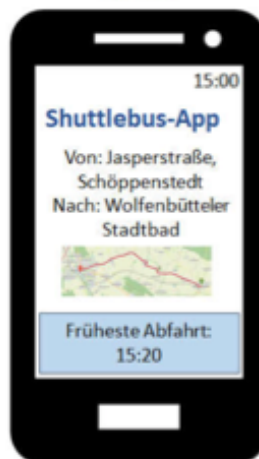 15:00
Shuttlebus-App
Von: Jasperstraße,
Schöppenstedt
Nach: Wolfenbütteler
Stadtbad
Früheste Abfahrt:
15:20